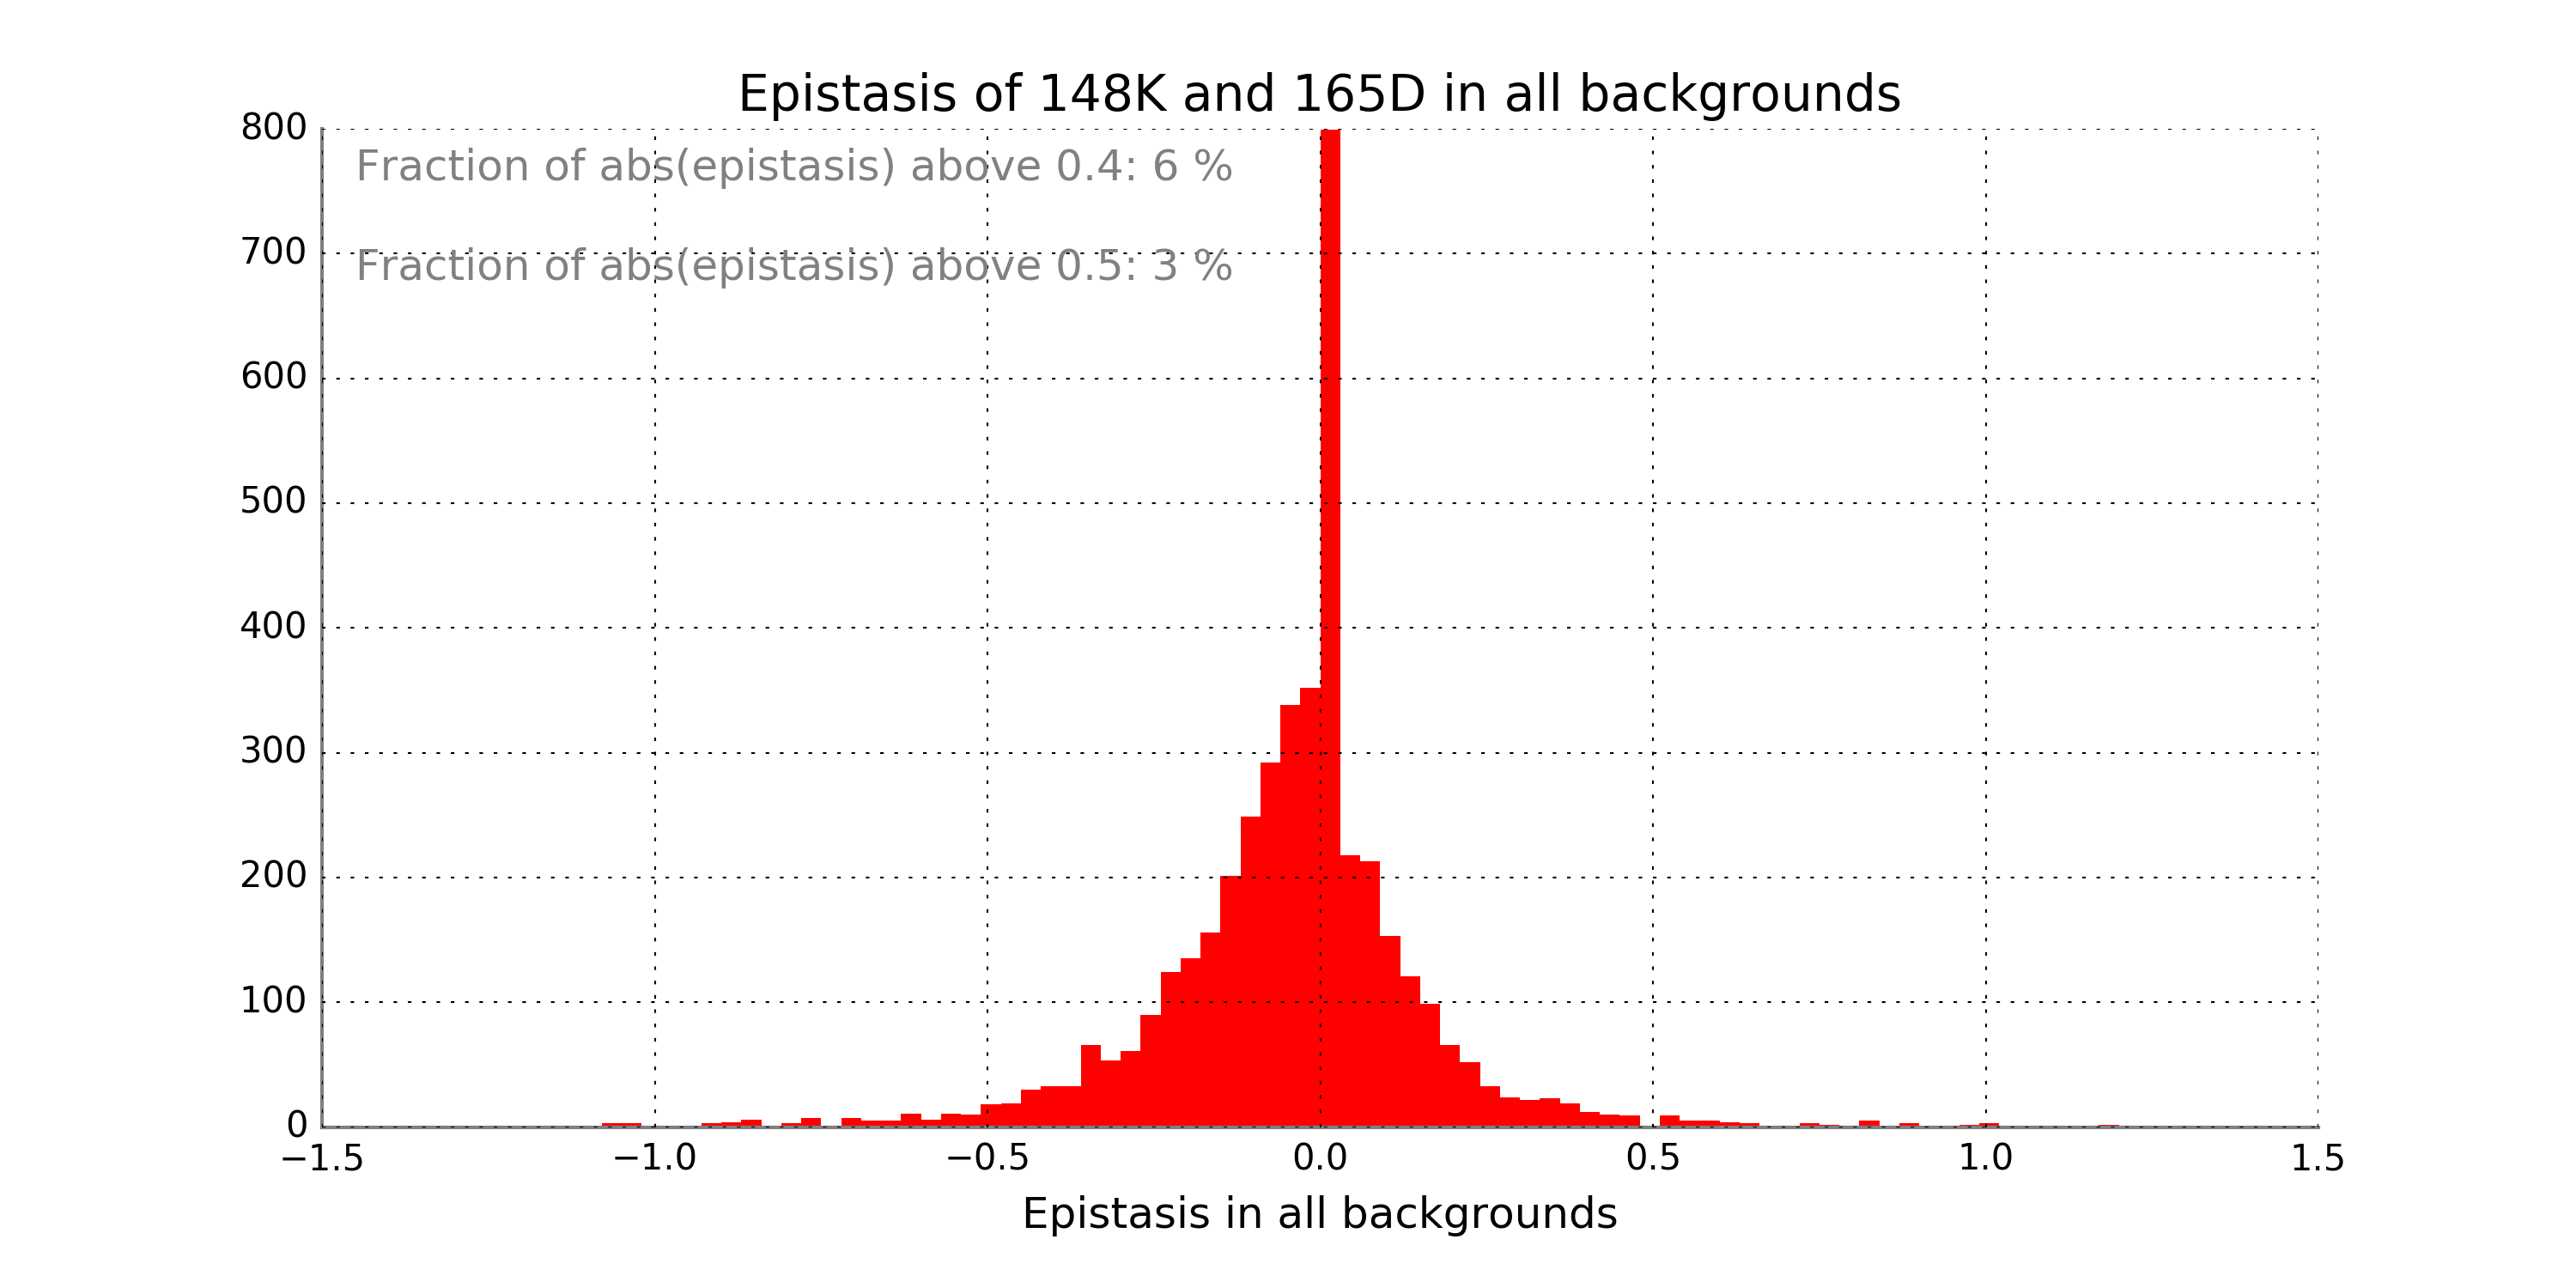 Epistasis of 148K and 165D in all backgrounds
800
Fraction of abs(epistasis) above 0.4: 6 %
700
Fraction of abs(epistasis) above 0.5: 3 %
600
500
400
300
200
100
0
−1.5 −1.0 −0.5 0.0 0.5 1.0 1.5
Epistasis in all backgrounds